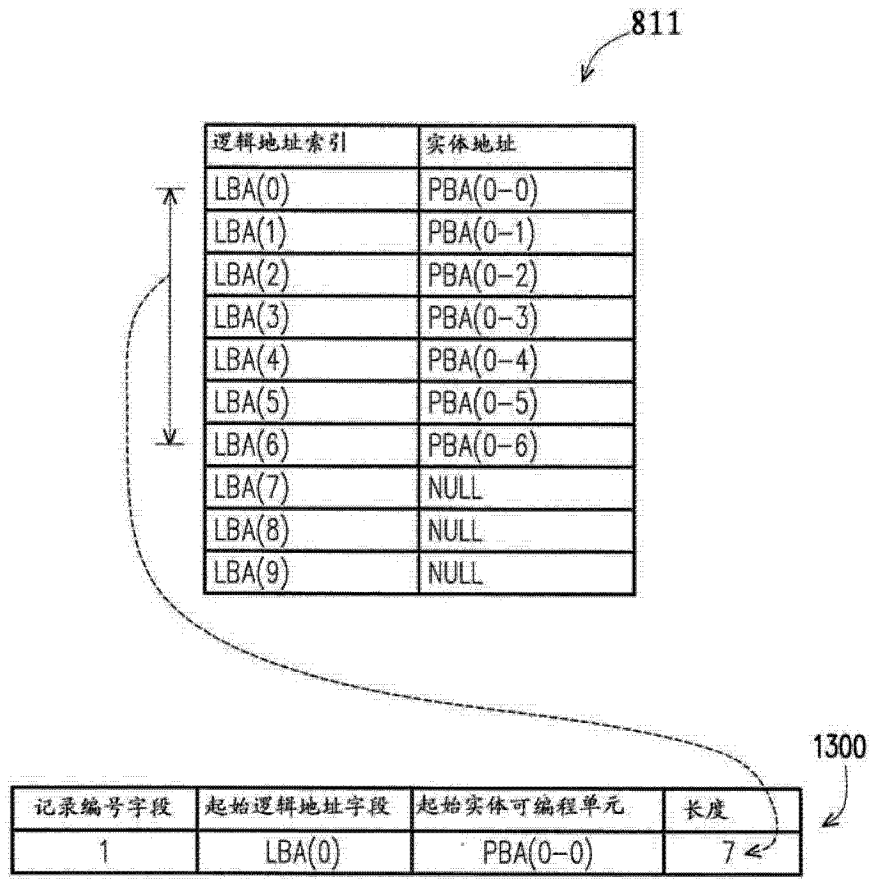 811
逻辑地址索引 实体地址
LBA(0) PBA(0-0)
LBA(1) PBA(0-1)
LBA(2) PBA(0-2)
LBA(3) PBA(0-3)
LBA(4) PBA(0-4)
LBA(5) PBA(0-5)
LBA(6) PBA(0-6)
LBA(7) NULL
LBA(8) NULL
LBA(9) NULL
1300
记录编号字段 起始逻辑地址字段 起始实体可编程单元 长度
1 LBA(0) PBA(0-0) 7